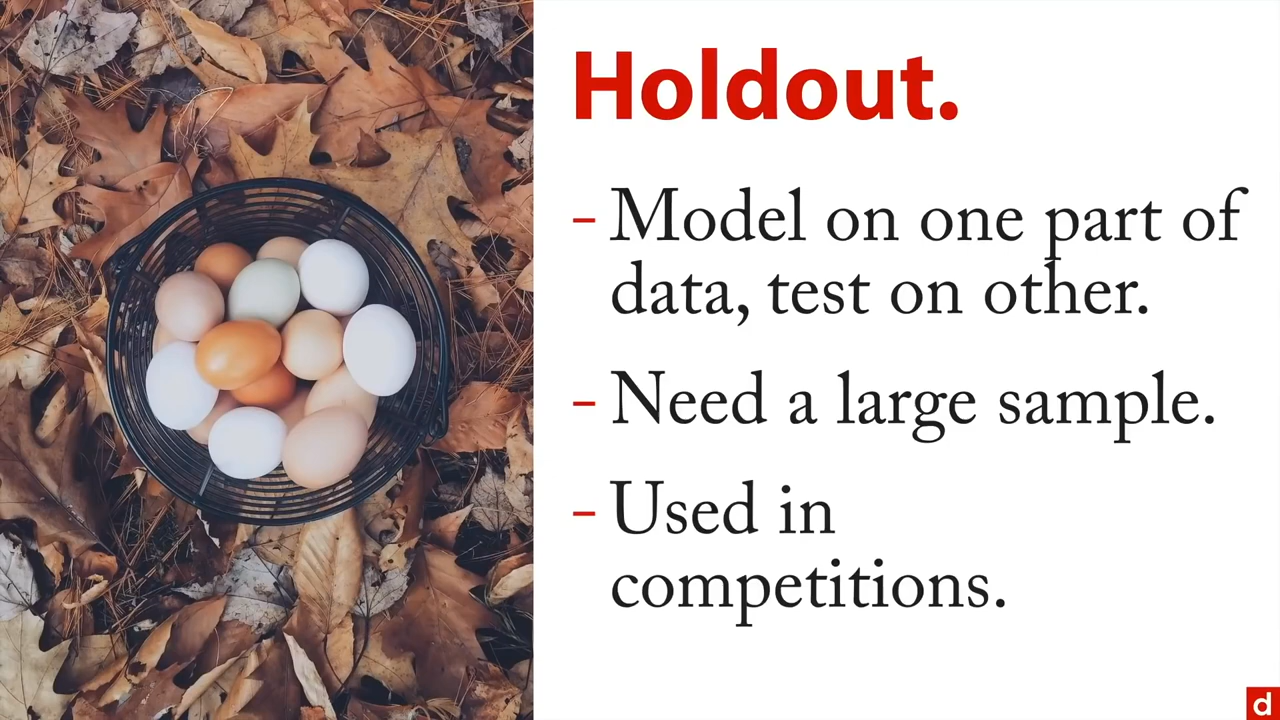 Holdout.
- Model on one part of
data, test on other.
- Need a large sample.
- Used in
competitions.
d